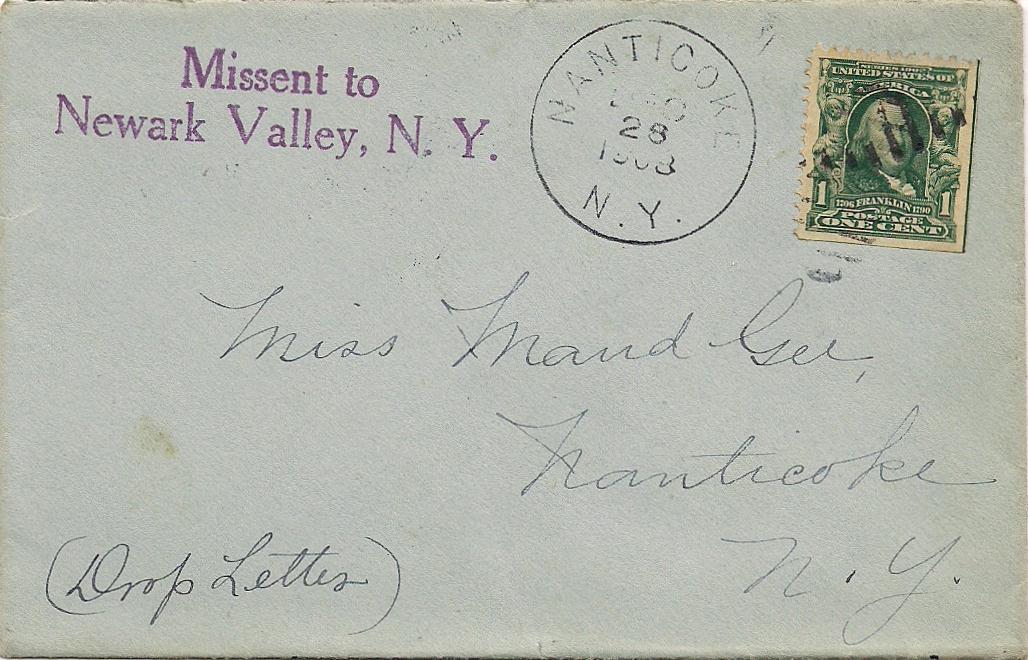 Missent to
Newark Valley, N. Y.
NANTICOKE
28
N.Y.
UNITED STATES OF
AMERICA
1 1706 FRANKLIN 1790 1
POSTAGE
ONE CENT
Miss Maud Gee,
Nanticoke
N. Y.
(Drop Letter)